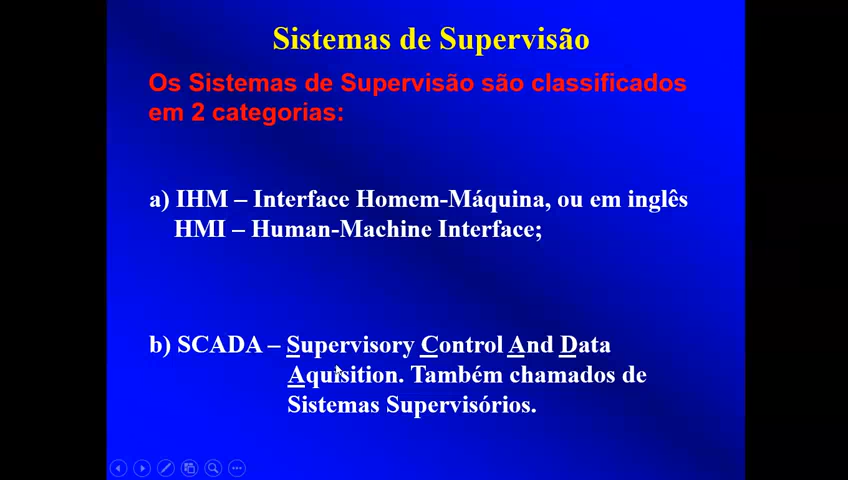 Sistemas de Supervisão
Os Sistemas de Supervisão são classificados
em 2 categorias:
a) IHM – Interface Homem-Máquina, ou em inglês
HMI – Human-Machine Interface;
b) SCADA – Supervisory Control And Data
Aquisition. Também chamados de
Sistemas Supervisórios.